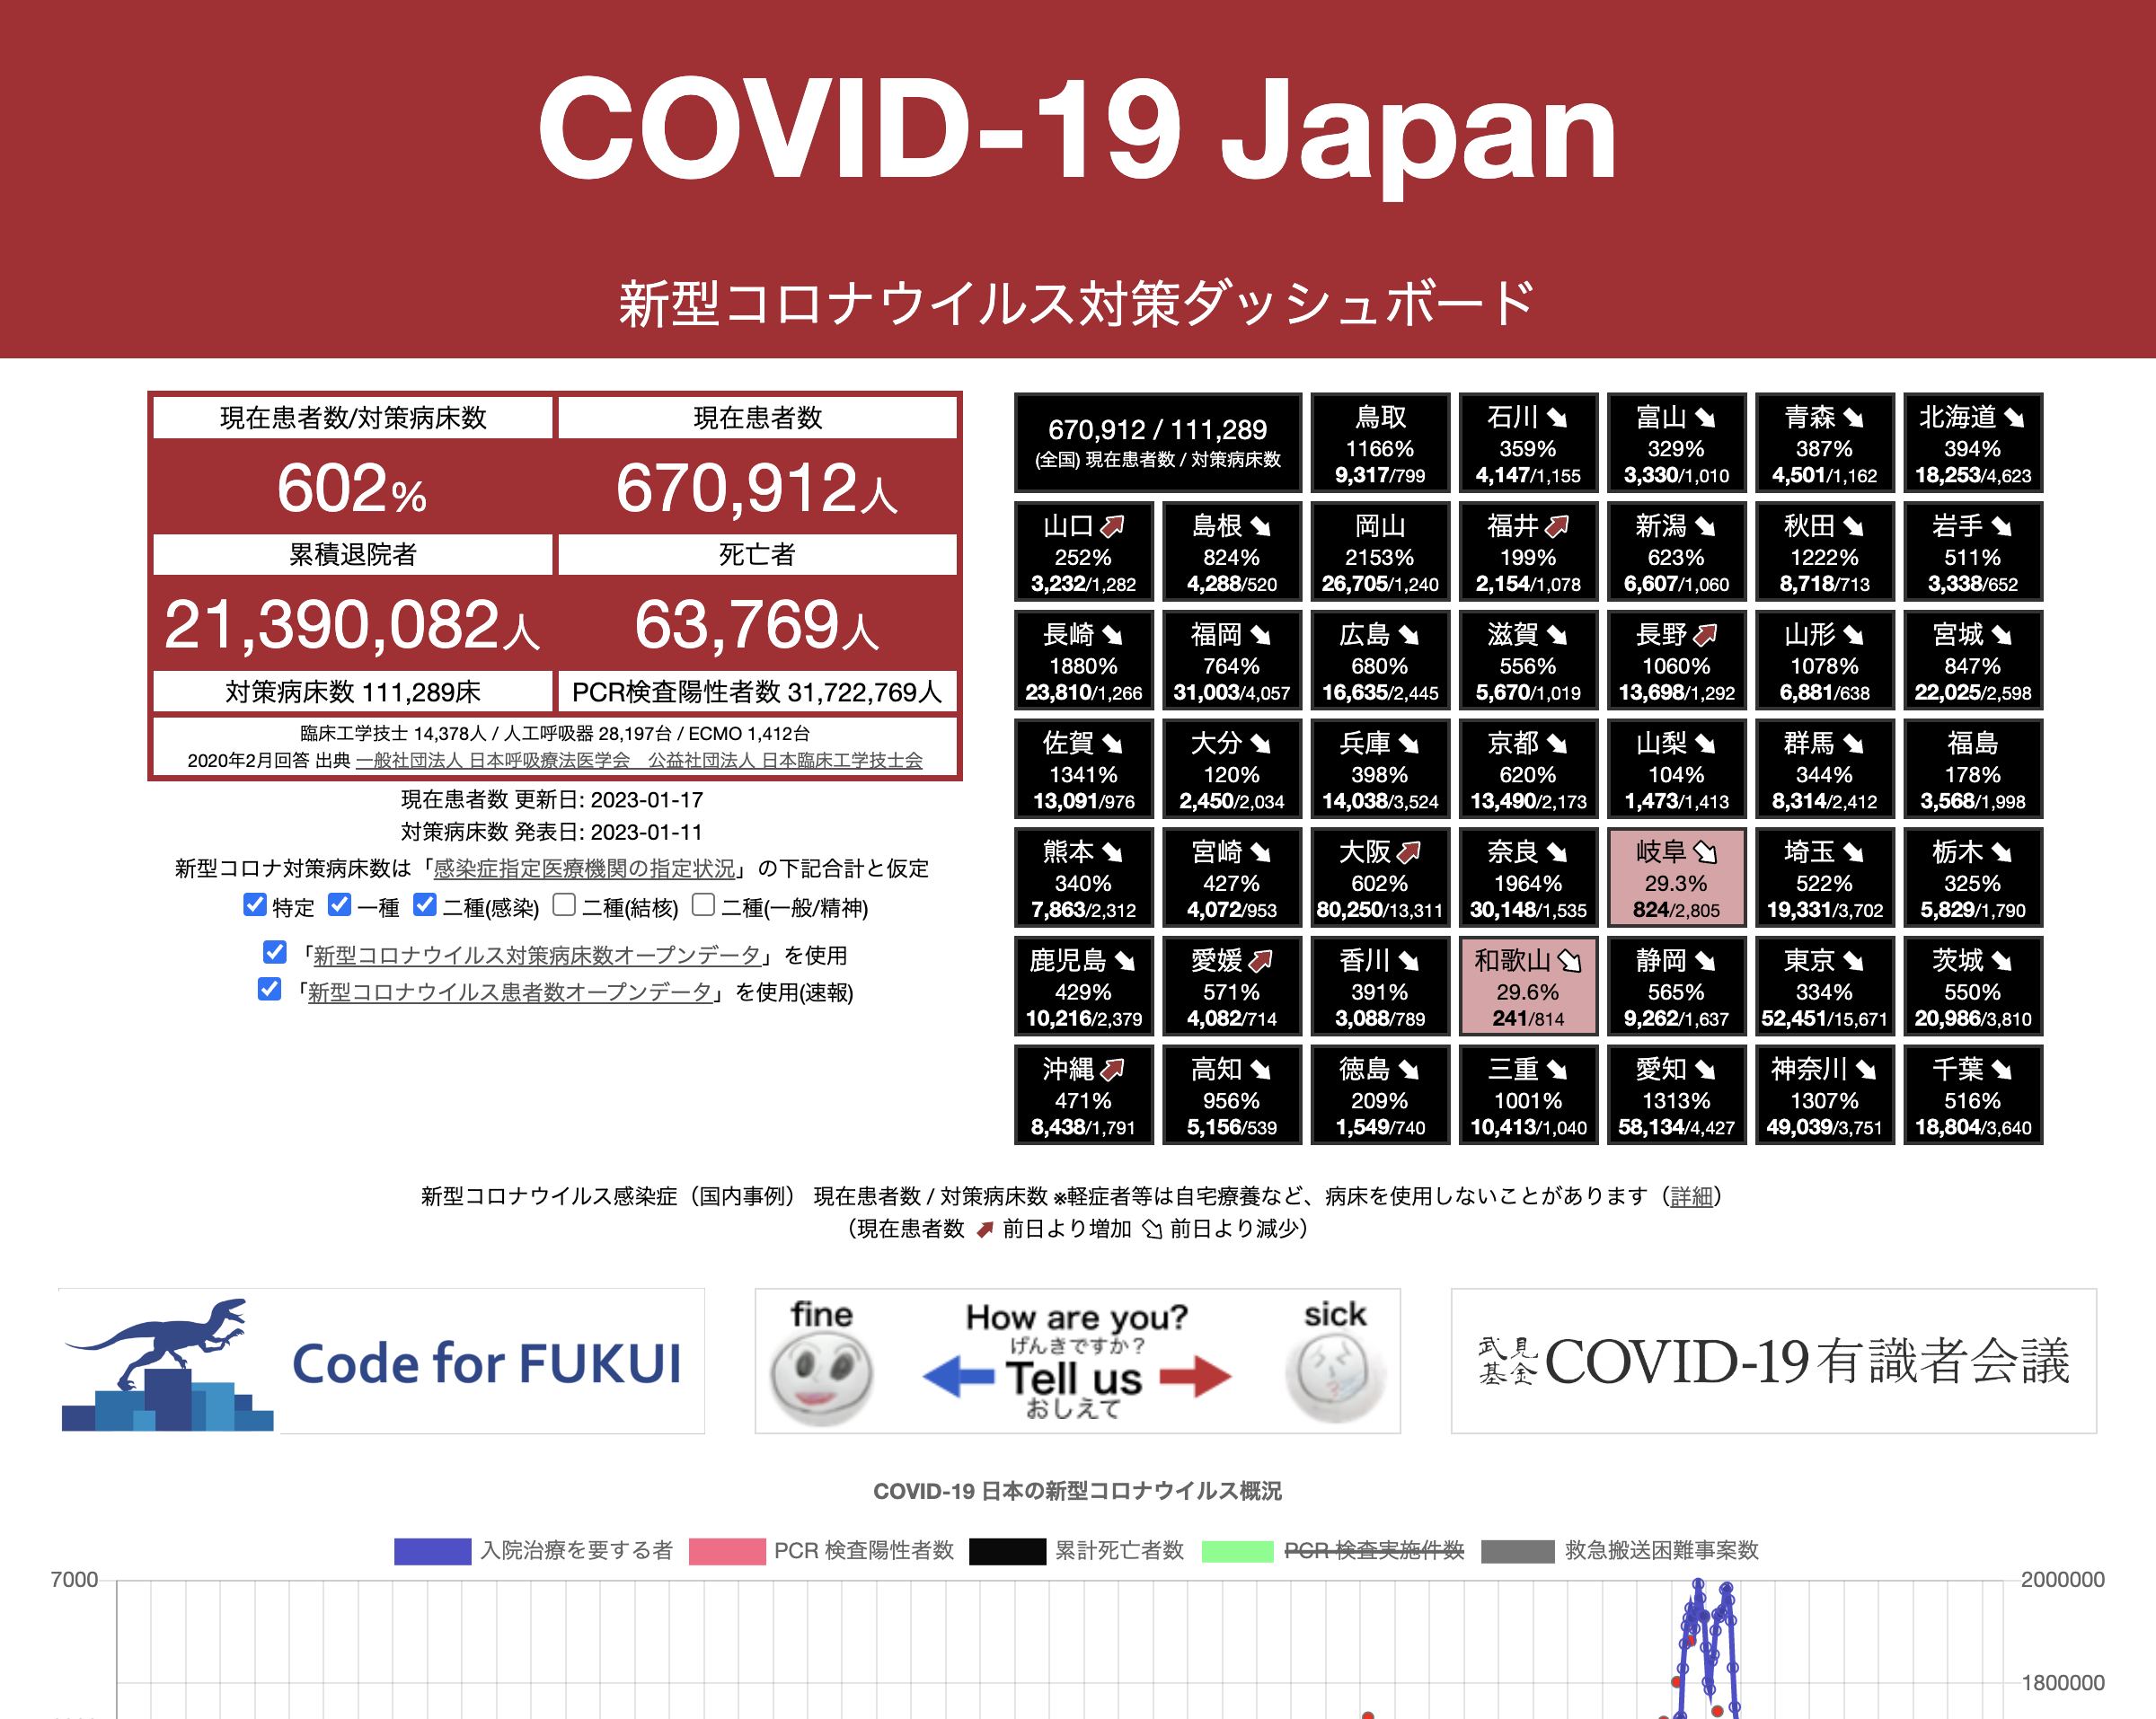 COVID-19 Japan
新型コロナウイルス対策ダッシュボード
現在患者数/対策病床数
現在患者数
602%
670,912人
累積退院者
死亡者
21,390,082人
63,769人
対策病床数 111,289床
PCR検査陽性者数 31,722,769人
臨床工学技士 14,378人 / 人工呼吸器 28,197台 / ECMO 1,412台
2020年2月回答 出典 一般社団法人 日本呼吸療法医学会　公益社団法人 日本臨床工学技士会
現在患者数 更新日: 2023-01-17
対策病床数 発表日: 2023-01-11
新型コロナ対策病床数は「感染症指定医療機関の指定状況」の下記合計と仮定
特定 一種 二種(感染) 二種(結核) 二種(一般/精神)
「新型コロナウイルス対策病床数オープンデータ」を使用
「新型コロナウイルス患者数オープンデータ」を使用(速報)
670,912 / 111,289
(全国) 現在患者数 / 対策病床数
鳥取
1166%
9,317/799
石川
359%
4,147/1,155
富山
329%
3,330/1,010
青森
387%
4,501/1,162
北海道
394%
18,253/4,623
山口
252%
3,232/1,282
島根
824%
4,288/520
岡山
2153%
26,705/1,240
福井
199%
2,154/1,078
新潟
623%
6,607/1,060
秋田
1222%
8,718/713
岩手
511%
3,338/652
長崎
1880%
23,810/1,266
福岡
764%
31,003/4,057
広島
680%
16,635/2,445
滋賀
556%
5,670/1,019
長野
1060%
13,698/1,292
山形
1078%
6,881/638
宮城
847%
22,025/2,598
佐賀
1341%
13,091/976
大分
120%
2,450/2,034
兵庫
398%
14,038/3,524
京都
620%
13,490/2,173
山梨
104%
1,473/1,413
群馬
344%
8,314/2,412
福島
178%
3,568/1,998
熊本
340%
7,863/2,312
宮崎
427%
4,072/953
大阪
602%
80,250/13,311
奈良
1964%
30,148/1,535
岐阜
29.3%
824/2,805
埼玉
522%
19,331/3,702
栃木
325%
5,829/1,790
鹿児島
429%
10,216/2,379
愛媛
571%
4,082/714
香川
391%
3,088/789
和歌山
29.6%
241/814
静岡
565%
9,262/1,637
東京
334%
52,451/15,671
茨城
550%
20,986/3,810
沖縄
471%
8,438/1,791
高知
956%
5,156/539
徳島
209%
1,549/740
三重
1001%
10,413/1,040
愛知
1313%
58,134/4,427
神奈川
1307%
49,039/3,751
千葉
516%
18,804/3,640
新型コロナウイルス感染症（国内事例） 現在患者数 / 対策病床数 ※軽症者等は自宅療養など、病床を使用しないことがあります（詳細）
（現在患者数 前日より増加 前日より減少）
Code for FUKUI
fine
How are you?
げんきですか？
Tell us
おしえて
sick
武見基金 COVID-19有識者会議
COVID-19 日本の新型コロナウイルス概況
入院治療を要する者 PCR 検査陽性者数 累計死亡者数 PCR 検査実施件数 救急搬送困難事案数
7000
2000000
1800000